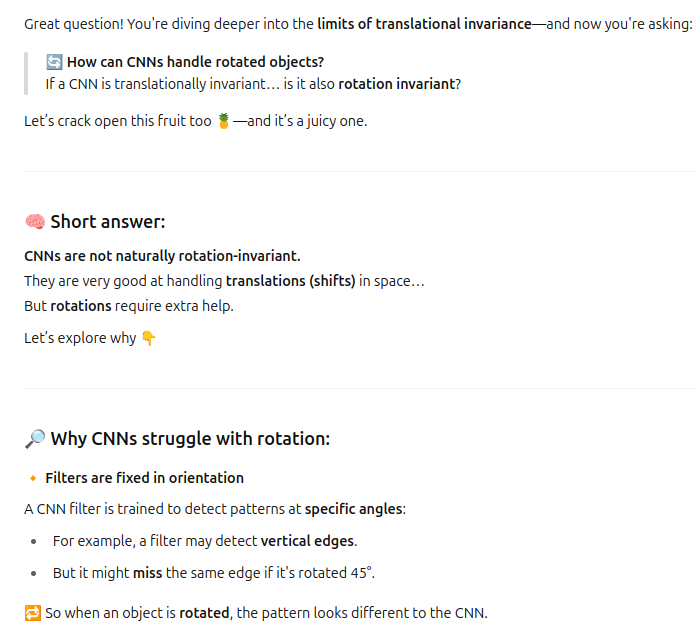 Great question! You're diving deeper into the limits of translational invariance—and now you're asking:
🔄 How can CNNs handle rotated objects?
If a CNN is translationally invariant… is it also rotation invariant?
Let's crack open this fruit too 🍍—and it's a juicy one.
🧠 Short answer:
CNNs are not naturally rotation-invariant.
They are very good at handling translations (shifts) in space…
But rotations require extra help.
Let's explore why 👇
🔎 Why CNNs struggle with rotation:
🔸 Filters are fixed in orientation
A CNN filter is trained to detect patterns at specific angles:
• For example, a filter may detect vertical edges.
• But it might miss the same edge if it's rotated 45°.
🔁 So when an object is rotated, the pattern looks different to the CNN.